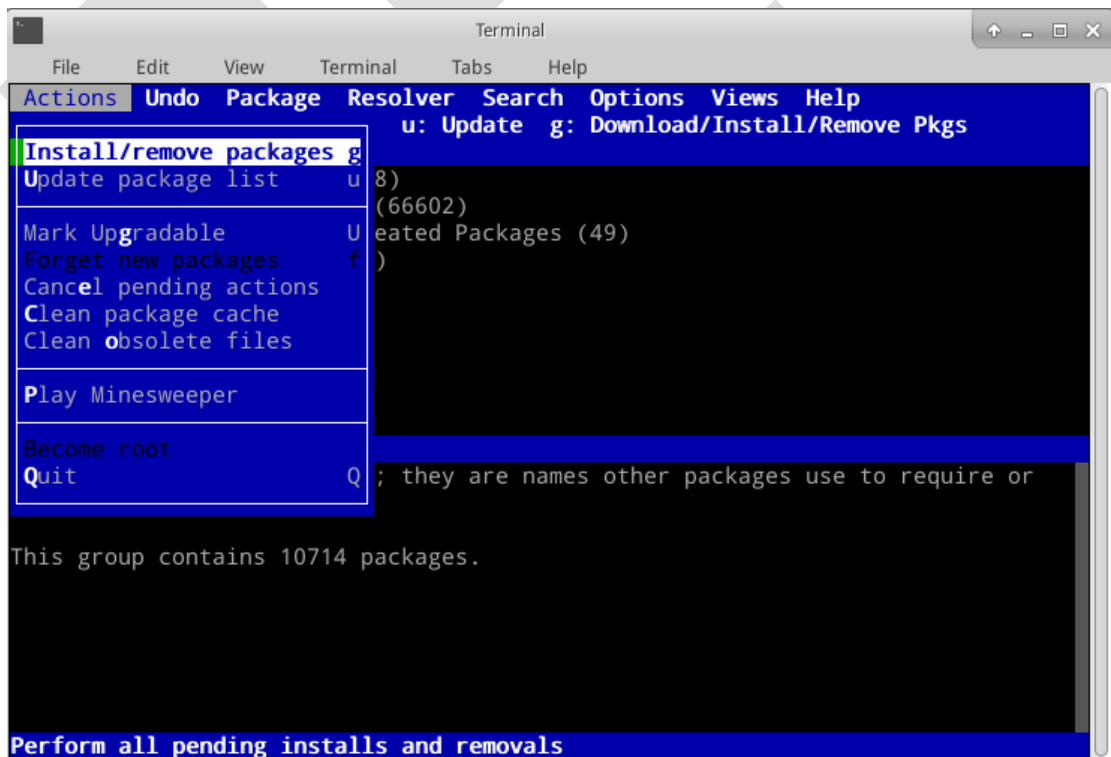 Terminal
File Edit View Terminal Tabs Help
Actions Undo Package Resolver Search Options Views Help
u: Update g: Download/Install/Remove Pkgs
Install/remove packages g
Update package list u 8)
(66602)
Mark Upgradable U eated Packages (49)
Forget new packages f )
Cancel pending actions
Clean package cache
Clean obsolete files
Play Minesweeper
Become root
Quit Q ; they are names other packages use to require or
This group contains 10714 packages.
Perform all pending installs and removals